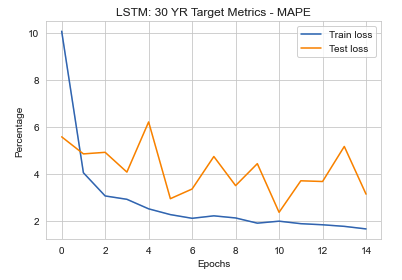 LSTM: 30 YR Target Metrics - MAPE
Train loss
Test loss
Percentage
10
8
6
4
2
0 2 4 6 8 10 12 14
Epochs